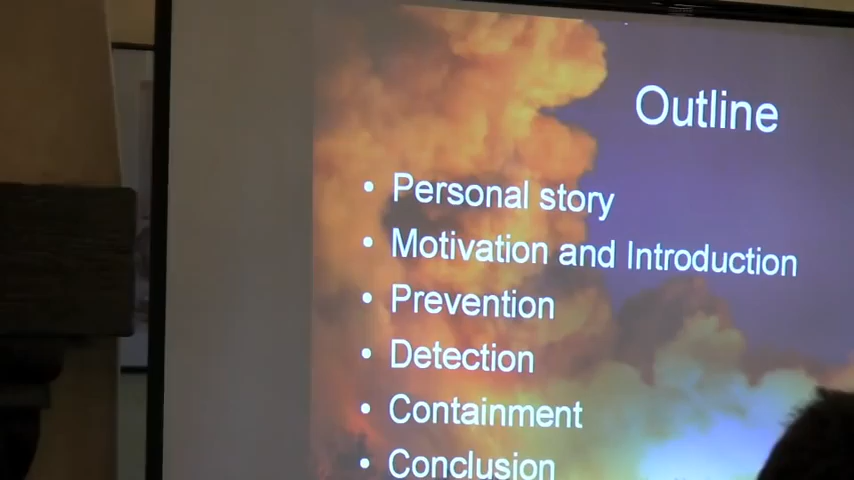 Outline
• Personal story
• Motivation and Introduction
• Prevention
• Detection
• Containment
• Conclusion